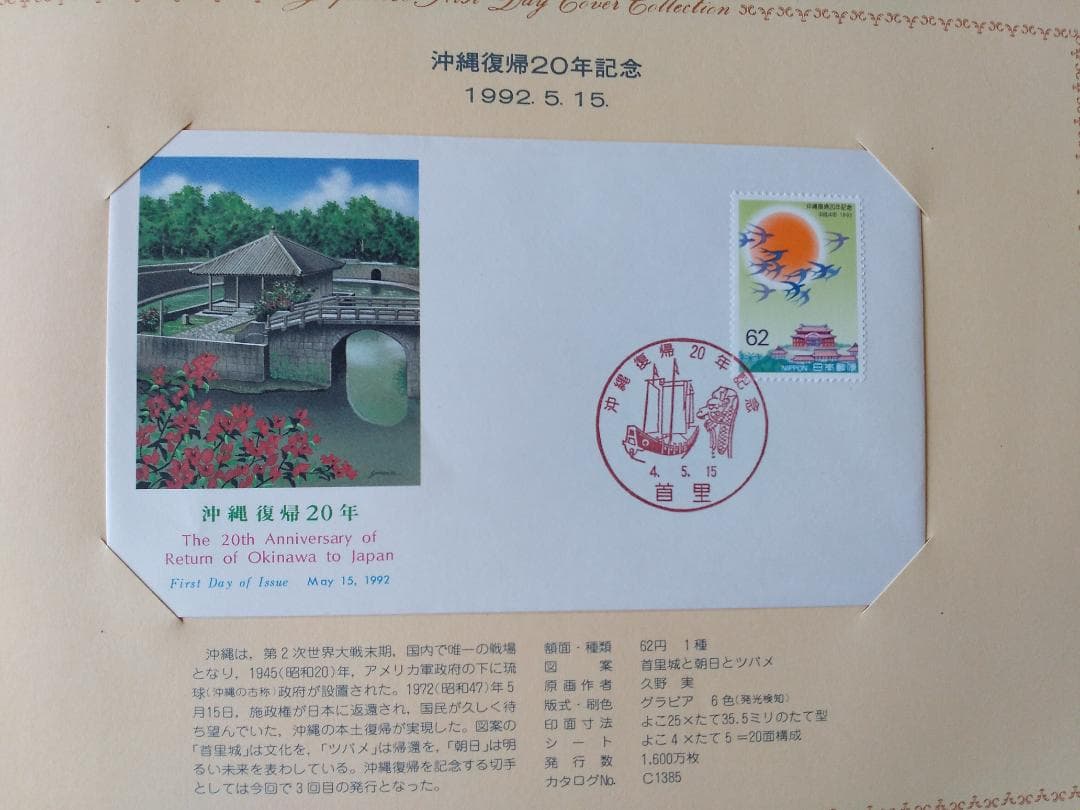 First Day Cover Collection
沖縄復帰20年記念
1992. 5. 15.
沖縄復帰20年記念
平成4年 1992
62
NIPPON 日本郵便
沖縄復帰20年記念
4. 5. 15
首里
沖縄復帰20年
The 20th Anniversary of
Return of Okinawa to Japan
First Day of Issue May 15, 1992
沖縄は，第2次世界大戦末期，国内で唯一の戦場
となり，1945(昭和20)年，アメリカ軍政府の下に琉
球(沖縄の古称)政府が設置された。1972(昭和47)年5
月15日，施政権が日本に返還され，国民が久しく待
ち望んでいた，沖縄の本土復帰が実現した。図案の
「首里城」は文化を，「ツバメ」は帰還を，「朝日」は明
るい未来を表わしている。沖縄復帰を記念する切手
としては今回で3回目の発行となった。
額面・種類 62円 1種
図案 首里城と朝日とツバメ
原画作者 久野 実
版式・刷色 グラビア 6色(発光検知)
印面寸法 よこ25×たて35.5ミリのたて型
シート よこ4×たて5＝20面構成
発行数 1,600万枚
カタログNo. C1385